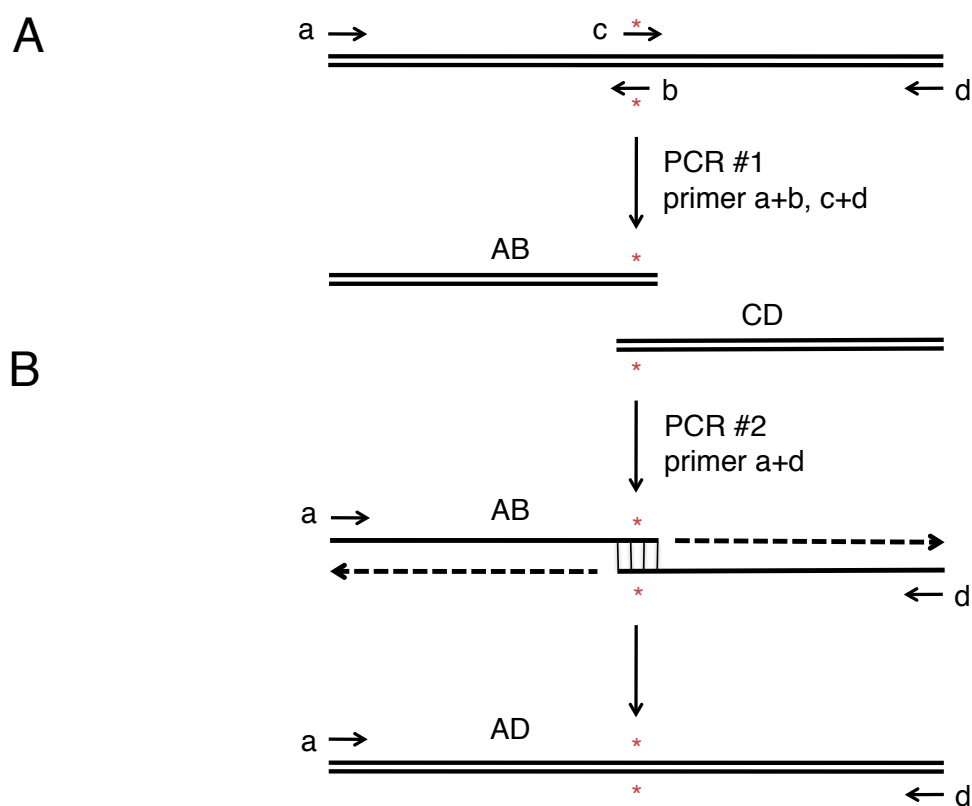 A
a
c *
b
*
d
PCR #1
primer a+b, c+d
AB
*
CD
B
*
PCR #2
primer a+d
a
AB
*
*
d
AD
a
*
*
d